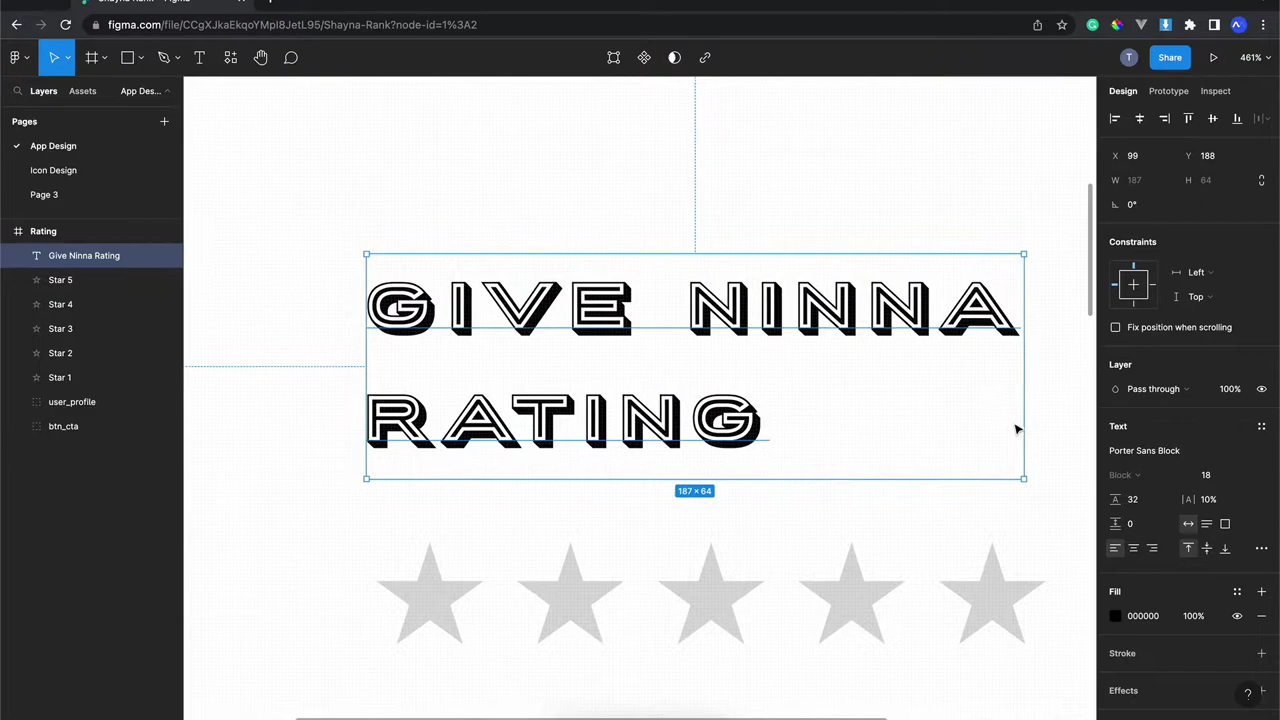 figma.com/file/CCgXJkaEkqoYMpI8JetL95/Shayna-Rank?node-id=1%3A2
Share
461%
Layers
Assets
App Des...
Design
Prototype
Inspect
Pages
App Design
Icon Design
Page 3
Rating
Give Ninna Rating
Star 5
Star 4
Star 3
Star 2
Star 1
user_profile
btn_cta
GIVE NINNA
RATING
187 × 64
X 99
Y 188
W 187
H 64
0°
Constraints
Left
Top
Fix position when scrolling
Layer
Pass through
100%
Text
Porter Sans Block
Block
18
32
10%
0
Fill
000000
100%
Stroke
Effects
?